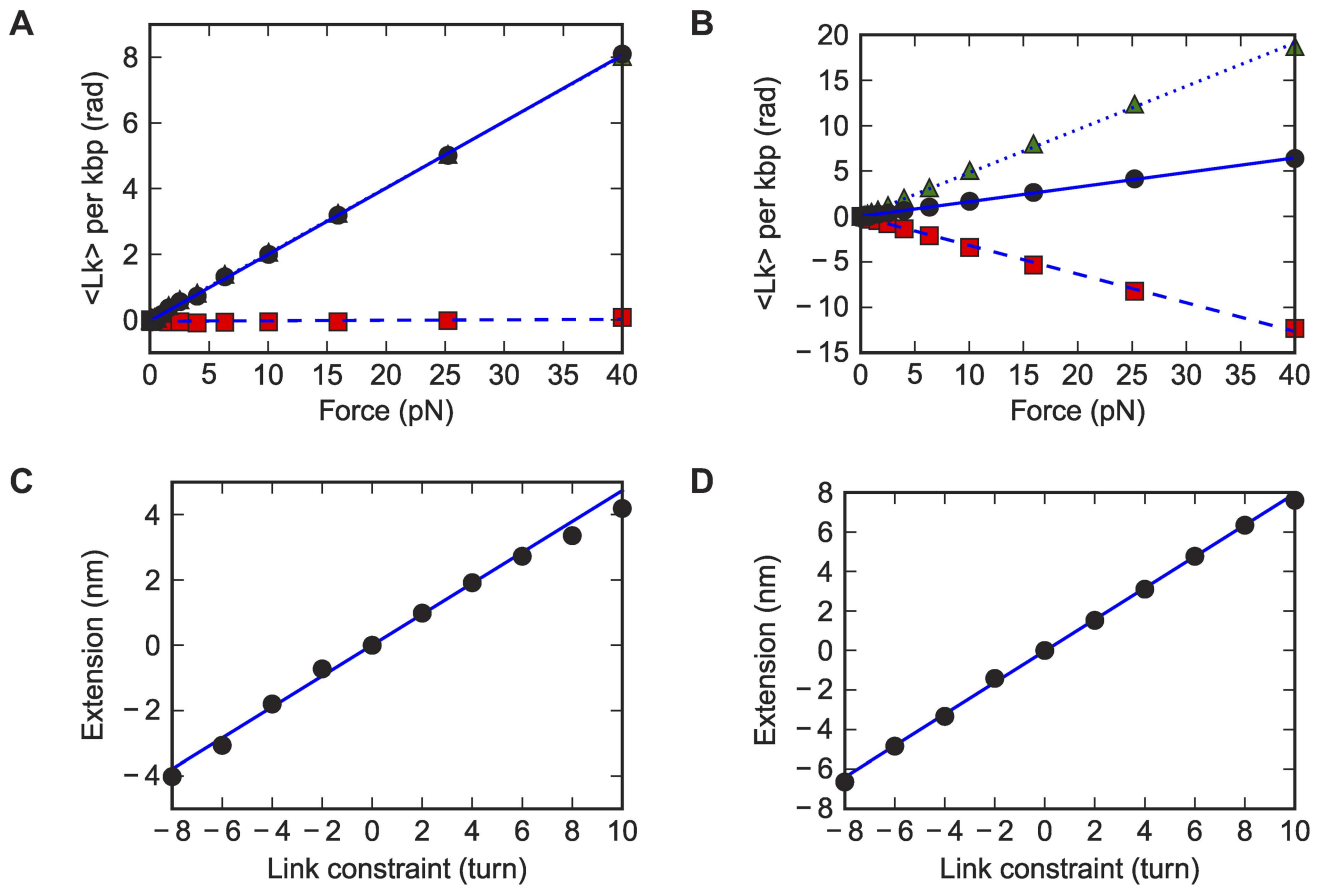 A
8
6
4
2
0
<Lk> per kbp (rad)
0 5 10 15 20 25 30 35 40
Force (pN)
B
20
15
10
5
0
−5
−10
−15
<Lk> per kbp (rad)
0 5 10 15 20 25 30 35 40
Force (pN)
C
4
2
0
−2
−4
Extension (nm)
−8 −6 −4 −2 0 2 4 6 8 10
Link constraint (turn)
D
8
6
4
2
0
−2
−4
−6
−8
Extension (nm)
−8 −6 −4 −2 0 2 4 6 8 10
Link constraint (turn)